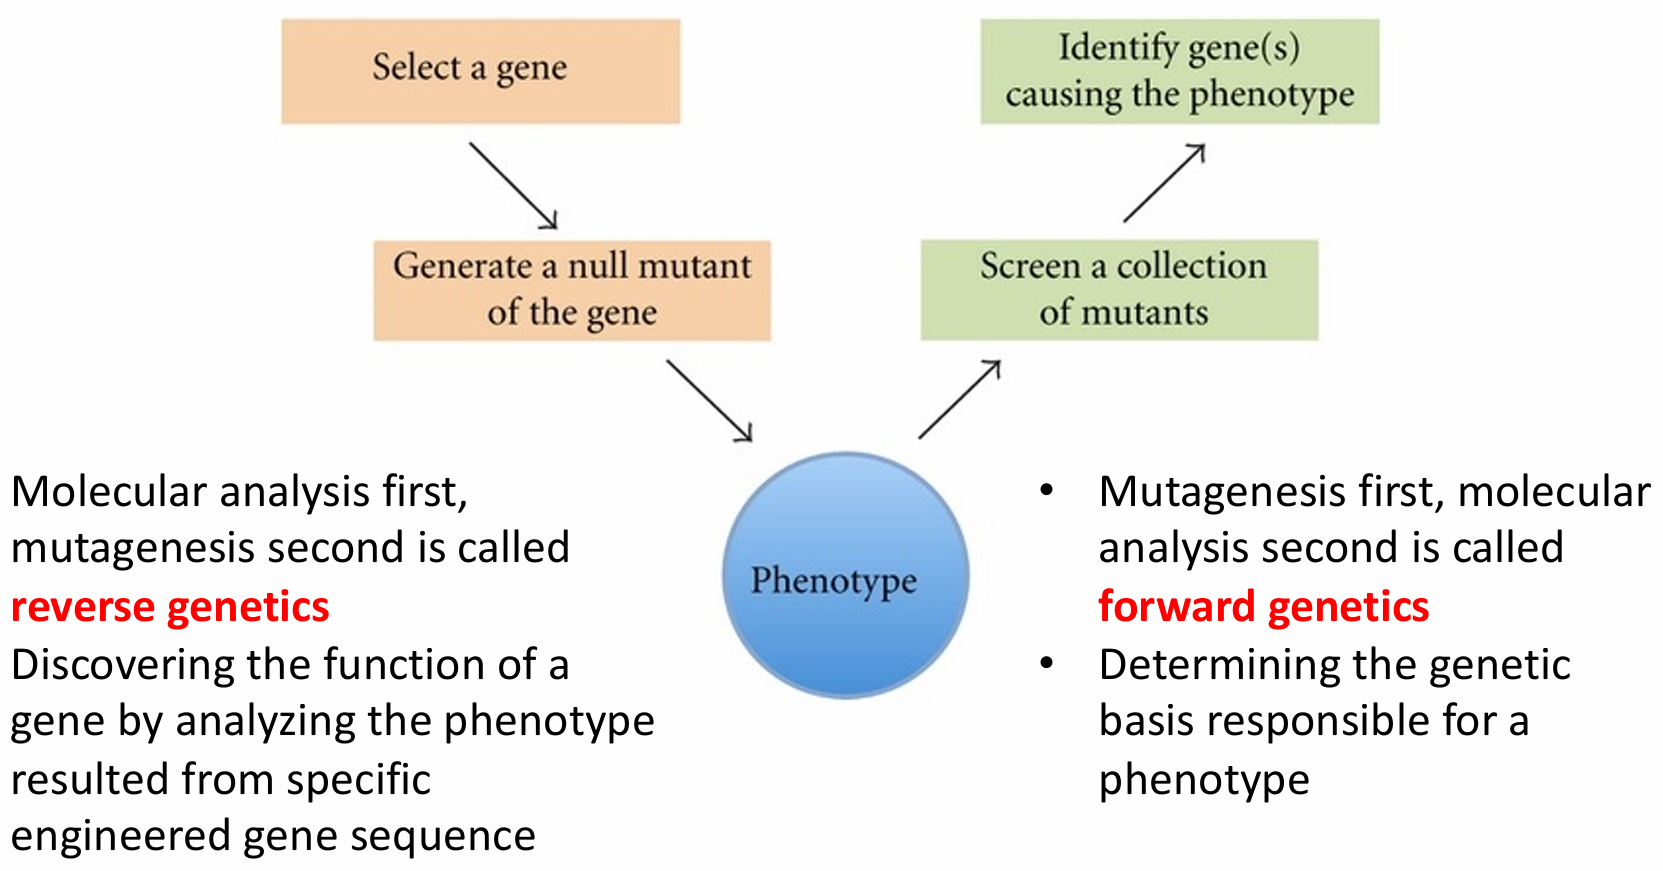 Select a gene
Identify gene(s)
causing the phenotype
Generate a null mutant
of the gene
Screen a collection
of mutants
Phenotype
Molecular analysis first,
mutagenesis second is called
reverse genetics
Discovering the function of a
gene by analyzing the phenotype
resulted from specific
engineered gene sequence
• Mutagenesis first, molecular
analysis second is called
forward genetics
• Determining the genetic
basis responsible for a
phenotype